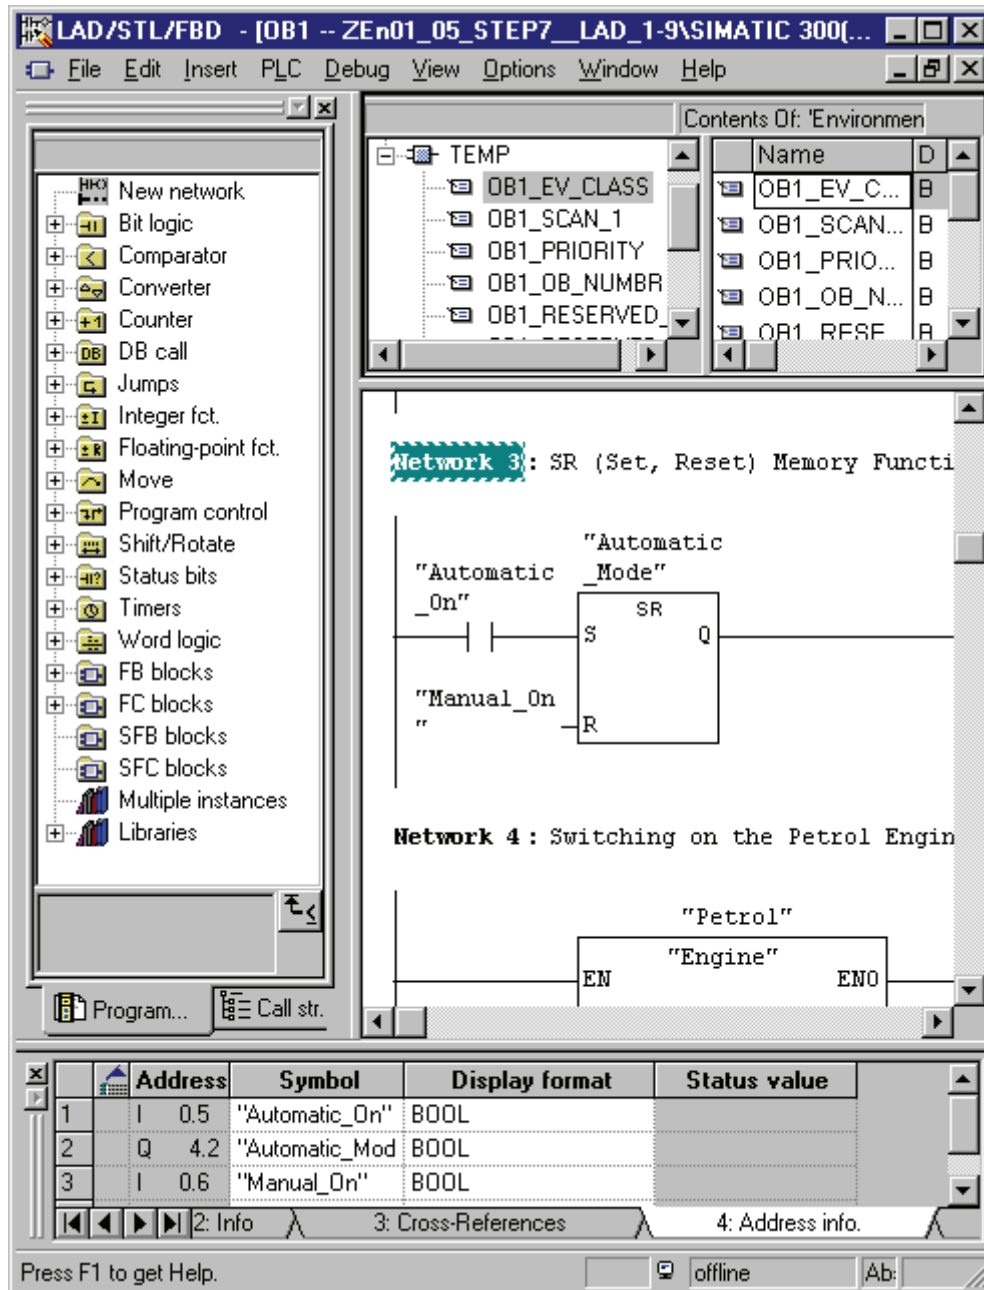 LAD/STL/FBD - [OB1 -- ZEn01_05_STEP7__LAD_1-9\SIMATIC 300(...
File Edit Insert PLC Debug View Options Window Help
New network
Bit logic
Comparator
Converter
Counter
DB call
Jumps
Integer fct.
Floating-point fct.
Move
Program control
Shift/Rotate
Status bits
Timers
Word logic
FB blocks
FC blocks
SFB blocks
SFC blocks
Multiple instances
Libraries
Program...
Call str.
TEMP
OB1_EV_CLASS
OB1_SCAN_1
OB1_PRIORITY
OB1_OB_NUMBR
OB1_RESERVED_
Contents Of: 'Environmen
Name D
OB1_EV_C... B
OB1_SCAN... B
OB1_PRIO... B
OB1_OB_N... B
OB1_RESE B
Network 3: SR (Set, Reset) Memory Functi
"Automatic
_Mode"
"Automatic
_On"
SR
S Q
"Manual_On
"
R
Network 4 : Switching on the Petrol Engin
"Petrol"
"Engine"
EN ENO
Address Symbol Display format Status value
1 I 0.5 "Automatic_On" BOOL
2 Q 4.2 "Automatic_Mod BOOL
3 I 0.6 "Manual_On" BOOL
2: Info 3: Cross-References 4: Address info.
Press F1 to get Help. offline Ab: